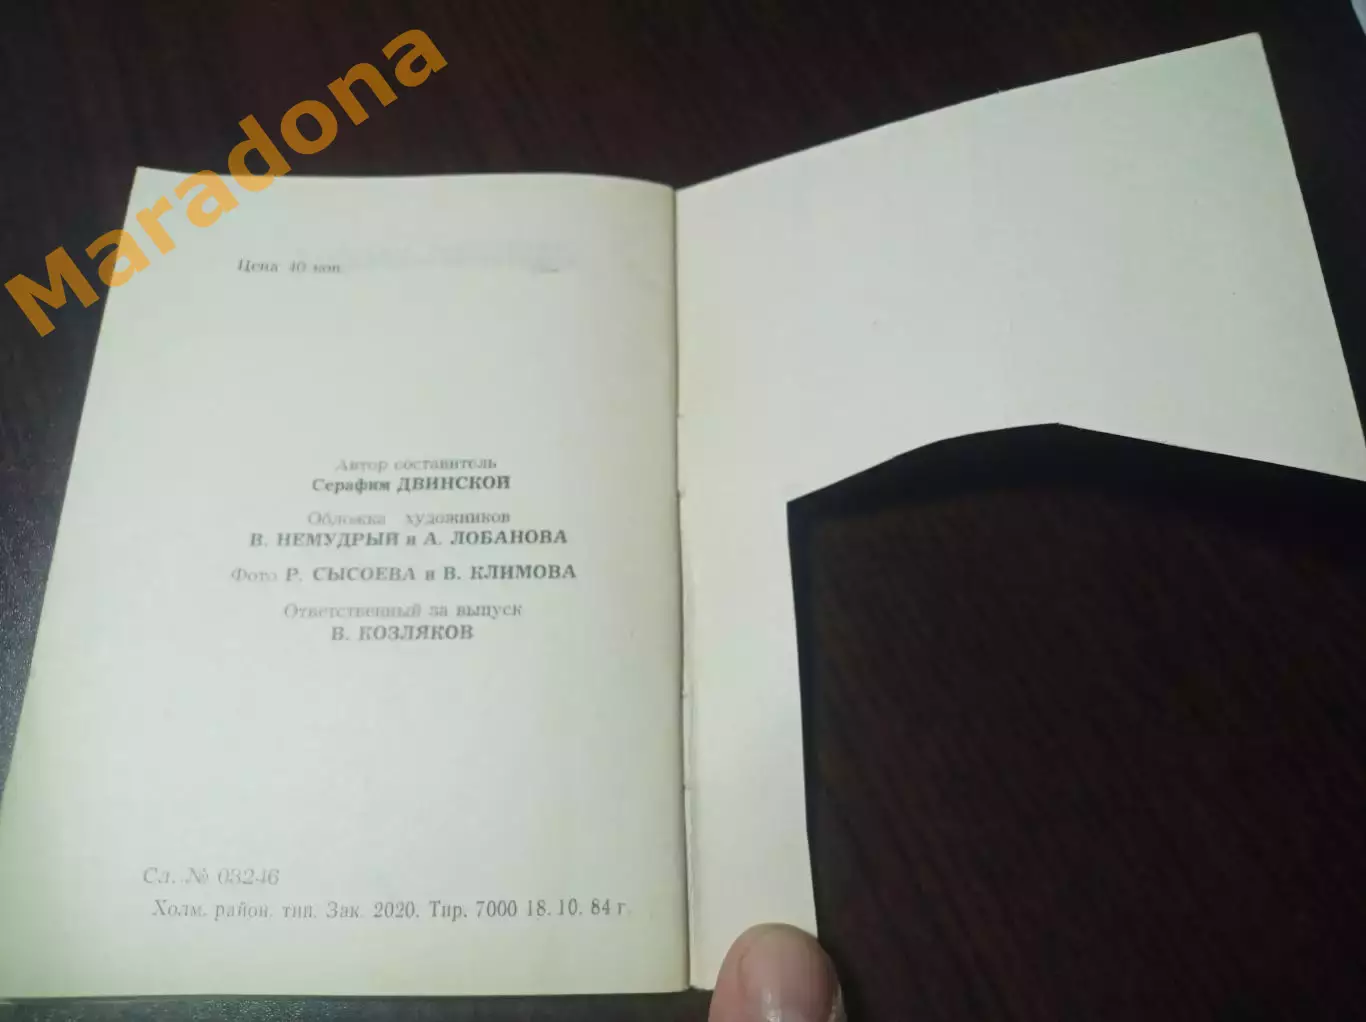 Maradona
Цена 40 коп.
Автор составитель
Серафим ДВИНСКОЙ
Обложка художников
В. НЕМУДРЫЙ и А. ЛОБАНОВА
Фото Р. СЫСОЕВА и В. КЛИМОВА
Ответственный за выпуск
В. КОЗЛЯКОВ
Сл. № 03246
Холм. район. тип. Зак. 2020. Тир. 7000 18.10.84 г.